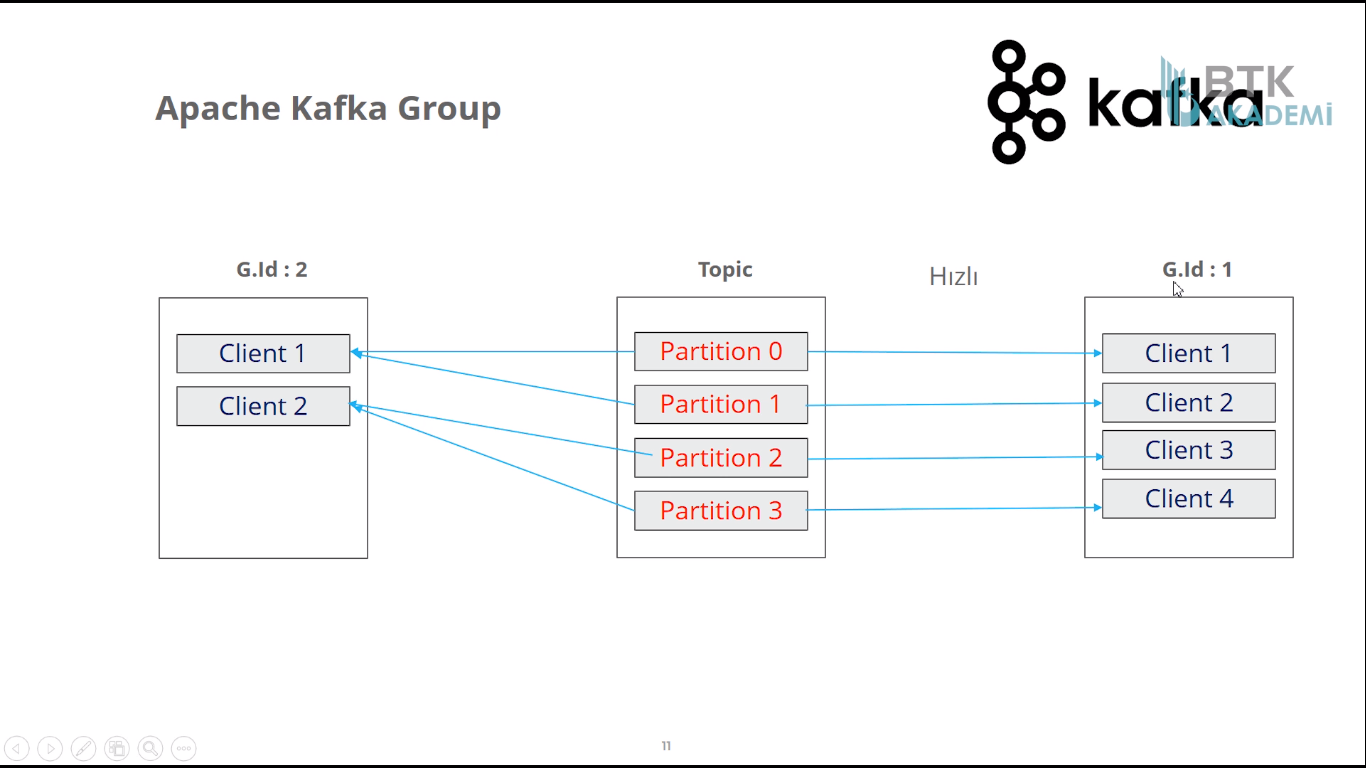 Apache Kafka Group
kafka
BTK
AKADEMİ
G.Id : 2
Topic
Hızlı
G.Id : 1
Client 1
Client 2
Partition 0
Partition 1
Partition 2
Partition 3
Client 1
Client 2
Client 3
Client 4
11